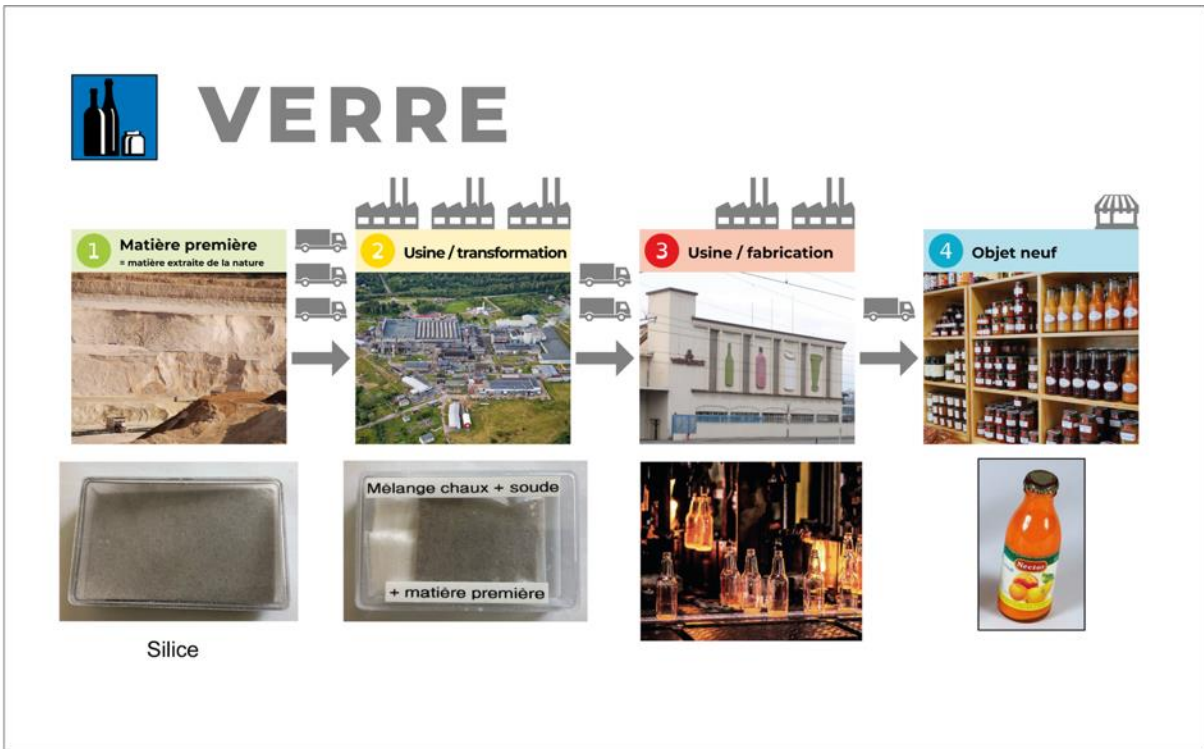 VERRE
1 Matière première
= matière extraite de la nature
2 Usine / transformation
3 Usine / fabrication
4 Objet neuf
Mélange chaux + soude
+ matière première
Nectar
Silice